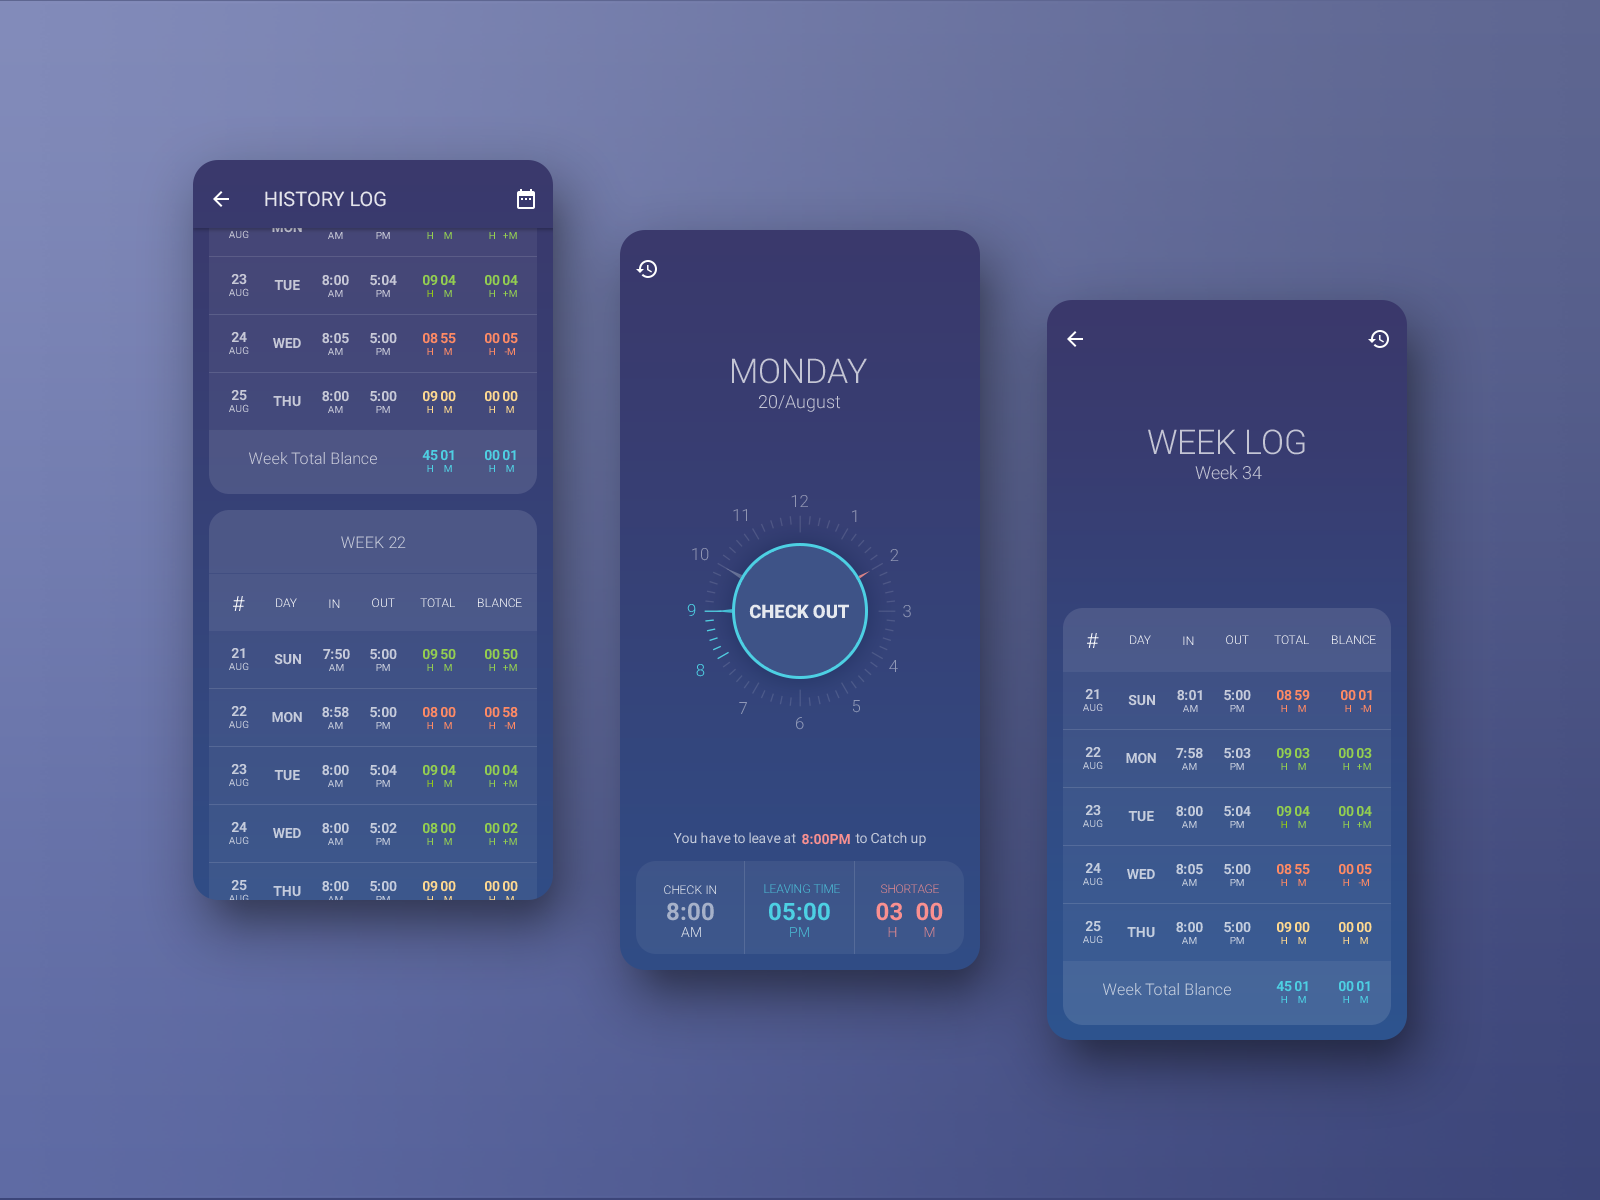 HISTORY LOG
MON
AUG AM PM H M H +M
23 TUE 8:00 5:04 09 04 00 04
AUG AM PM H M H +M
24 WED 8:05 5:00 08 55 00 05
AUG AM PM H M H -M
25 THU 8:00 5:00 09 00 00 00
AUG AM PM H M H M
Week Total Blance 45 01 00 01
H M H M
WEEK 22
# DAY IN OUT TOTAL BLANCE
21 SUN 7:50 5:00 09 50 00 50
AUG AM PM H M H +M
22 MON 8:58 5:00 08 00 00 58
AUG AM PM H M H -M
23 TUE 8:00 5:04 09 04 00 04
AUG AM PM H M H +M
24 WED 8:00 5:02 08 00 00 02
AUG AM PM H M H +M
25 THU 8:00 5:00 09 00 00 00
AUG AM PM H M H M
MONDAY
20/August
12
11 1
10 2
9 CHECK OUT 3
8 4
7 5
6
You have to leave at 8:00PM to Catch up
CHECK IN LEAVING TIME SHORTAGE
8:00 05:00 03 00
AM PM H M
WEEK LOG
Week 34
# DAY IN OUT TOTAL BLANCE
21 SUN 8:01 5:00 08 59 00 01
AUG AM PM H M H -M
22 MON 7:58 5:03 09 03 00 03
AUG AM PM H M H +M
23 TUE 8:00 5:04 09 04 00 04
AUG AM PM H M H +M
24 WED 8:05 5:00 08 55 00 05
AUG AM PM H M H -M
25 THU 8:00 5:00 09 00 00 00
AUG AM PM H M H M
Week Total Blance 45 01 00 01
H M H M